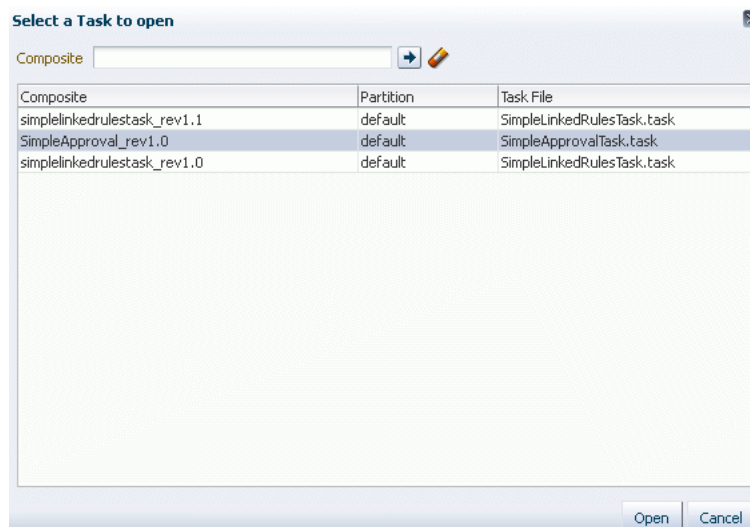 Select a Task to open
Composite
Composite Partition Task File
simplelinkedrulestask_rev1.1 default SimpleLinkedRulesTask.task
SimpleApproval_rev1.0 default SimpleApprovalTask.task
simplelinkedrulestask_rev1.0 default SimpleLinkedRulesTask.task
Open Cancel